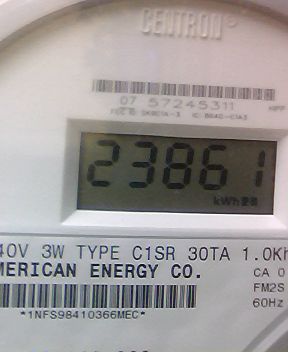 CENTRON®
07 57245311
23861
kWh
40V 3W TYPE C1SR 30TA 1.0Kh
MERICAN ENERGY CO.
CA 0
FM2S
60Hz
*1NFS98410366MEC*